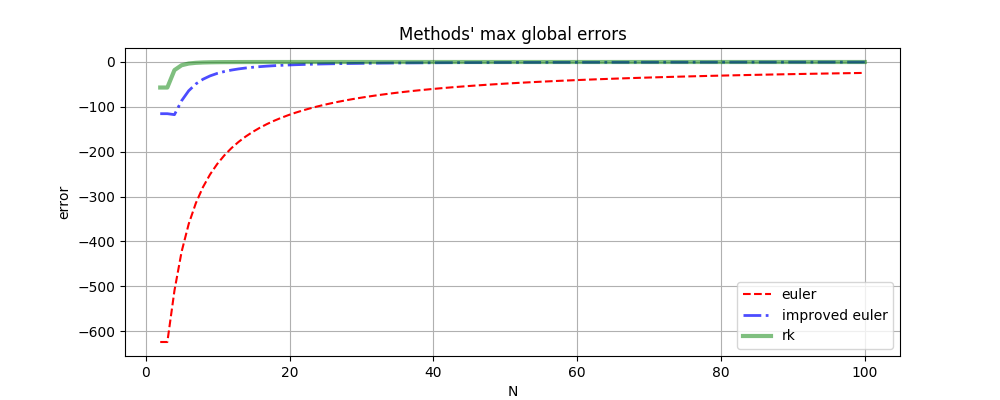 Methods' max global errors
0
−100
−200
−300
−400
−500
−600
error
0
20
40
60
80
100
N
euler
improved euler
rk